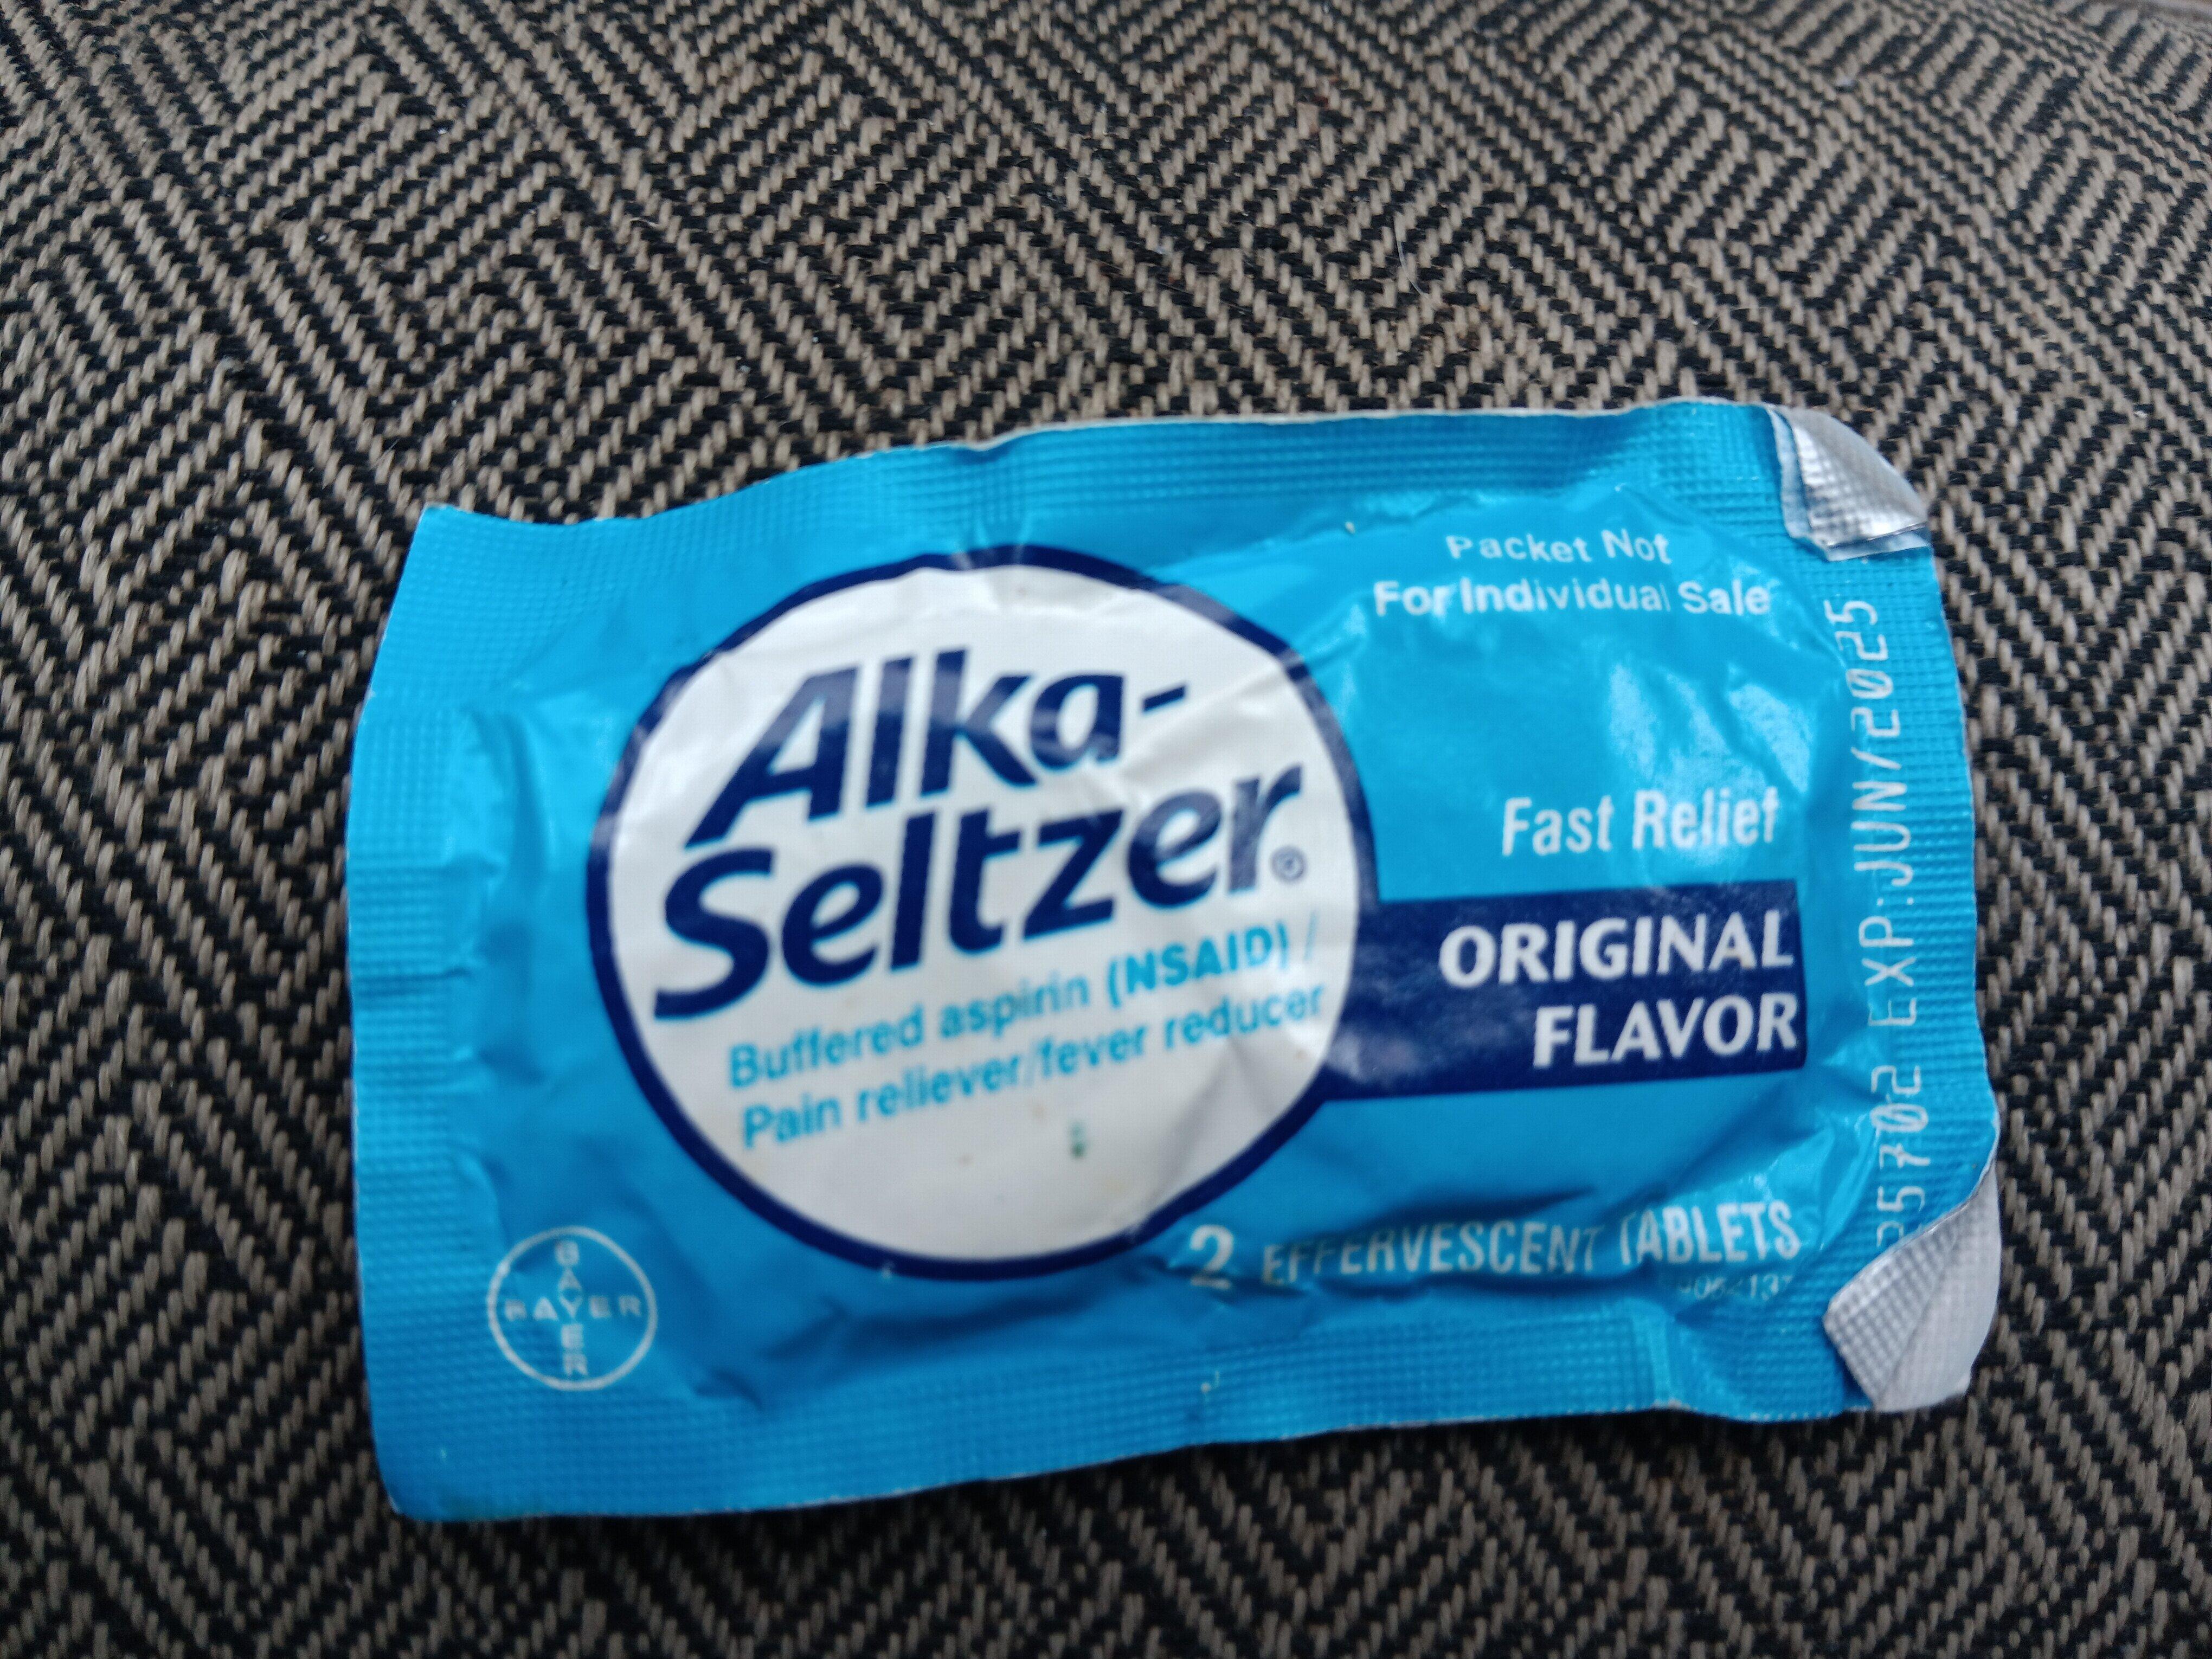 Packet Not
For Individual Sale
Alka-
Seltzer®
Buffered aspirin (NSAID) /
Pain reliever/fever reducer
Fast Relief
ORIGINAL
FLAVOR
2 EFFERVESCENT TABLETS
BAYER
BAYER
EXP:JUN/2025